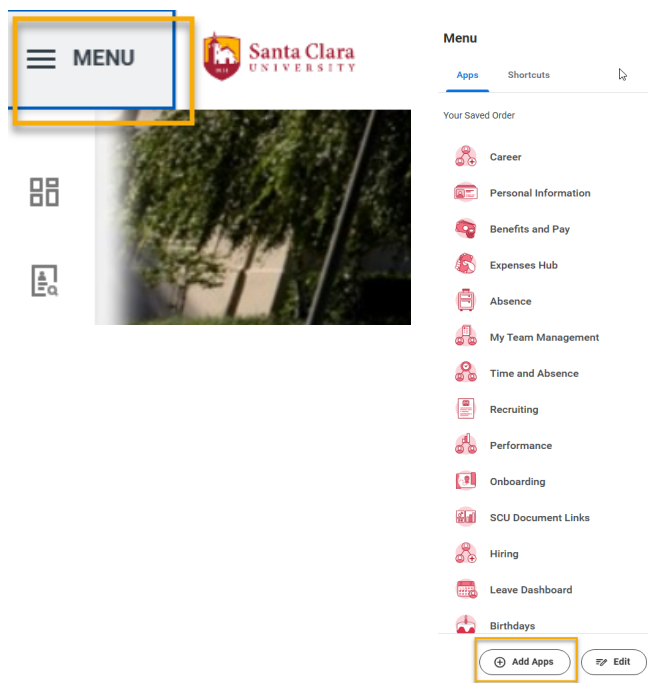 MENU
Santa Clara
UNIVERSITY
Menu
Apps Shortcuts
Your Saved Order
Career
Personal Information
Benefits and Pay
Expenses Hub
Absence
My Team Management
Time and Absence
Recruiting
Performance
Onboarding
SCU Document Links
Hiring
Leave Dashboard
Birthdays
Add Apps Edit